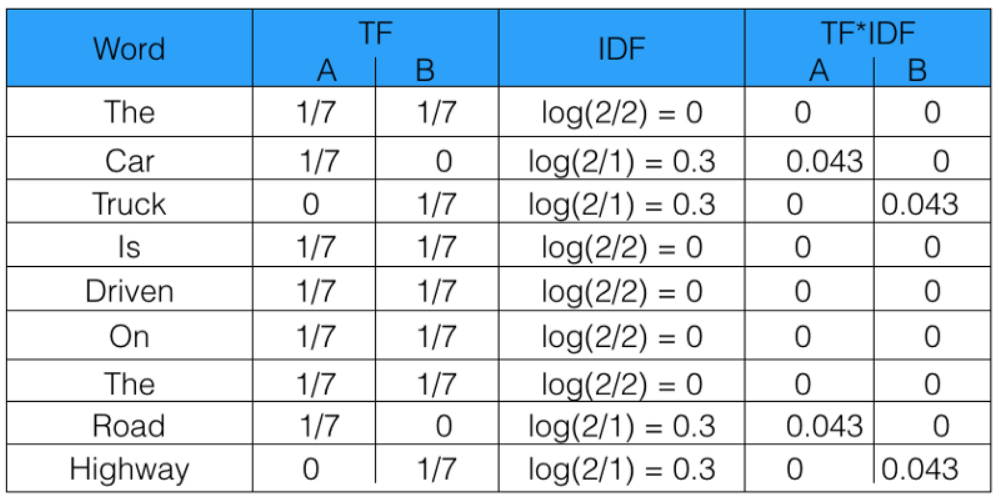 Word TF IDF TF*IDF
A B A B
The 1/7 1/7 log(2/2) = 0 0 0
Car 1/7 0 log(2/1) = 0.3 0.043 0
Truck 0 1/7 log(2/1) = 0.3 0 0.043
Is 1/7 1/7 log(2/2) = 0 0 0
Driven 1/7 1/7 log(2/2) = 0 0 0
On 1/7 1/7 log(2/2) = 0 0 0
The 1/7 1/7 log(2/2) = 0 0 0
Road 1/7 0 log(2/1) = 0.3 0.043 0
Highway 0 1/7 log(2/1) = 0.3 0 0.043